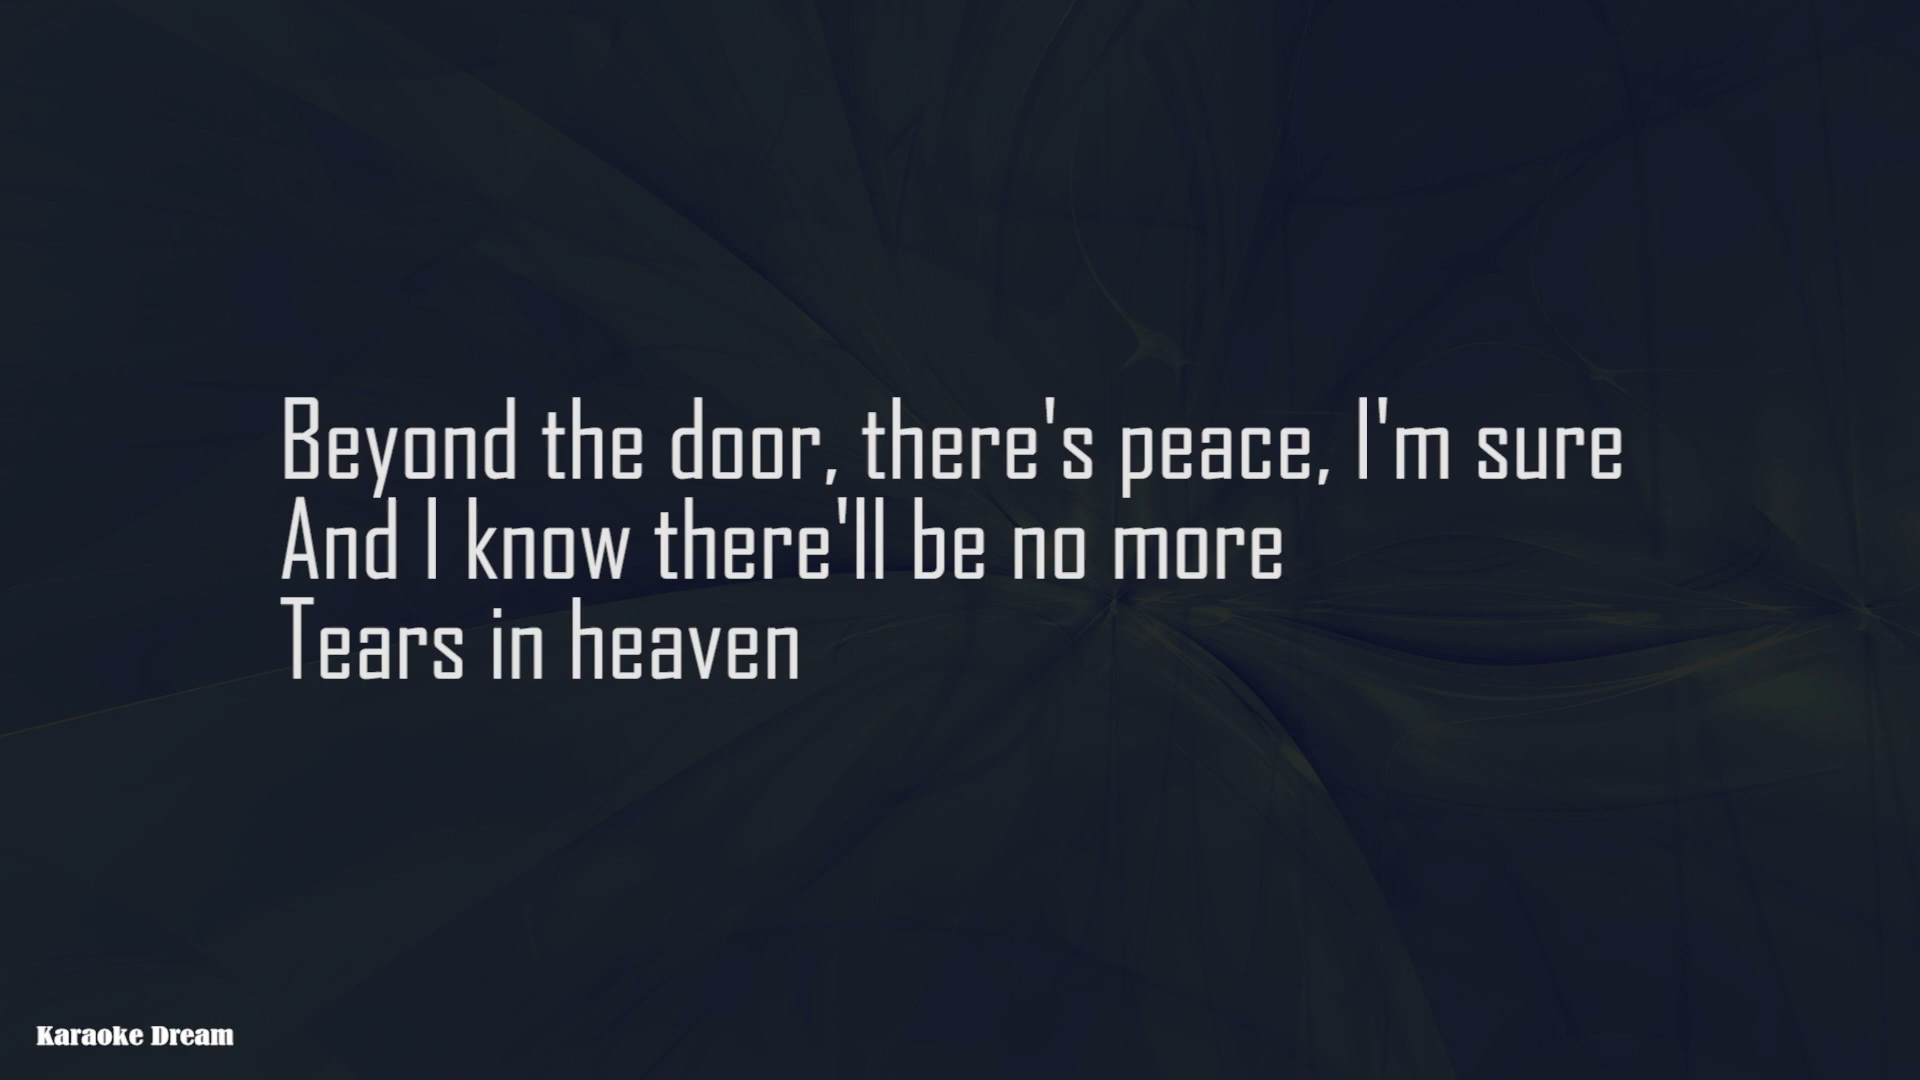 Beyond the door, there's peace, I'm sure
And I know there'll be no more
Tears in heaven
Karaoke Dream